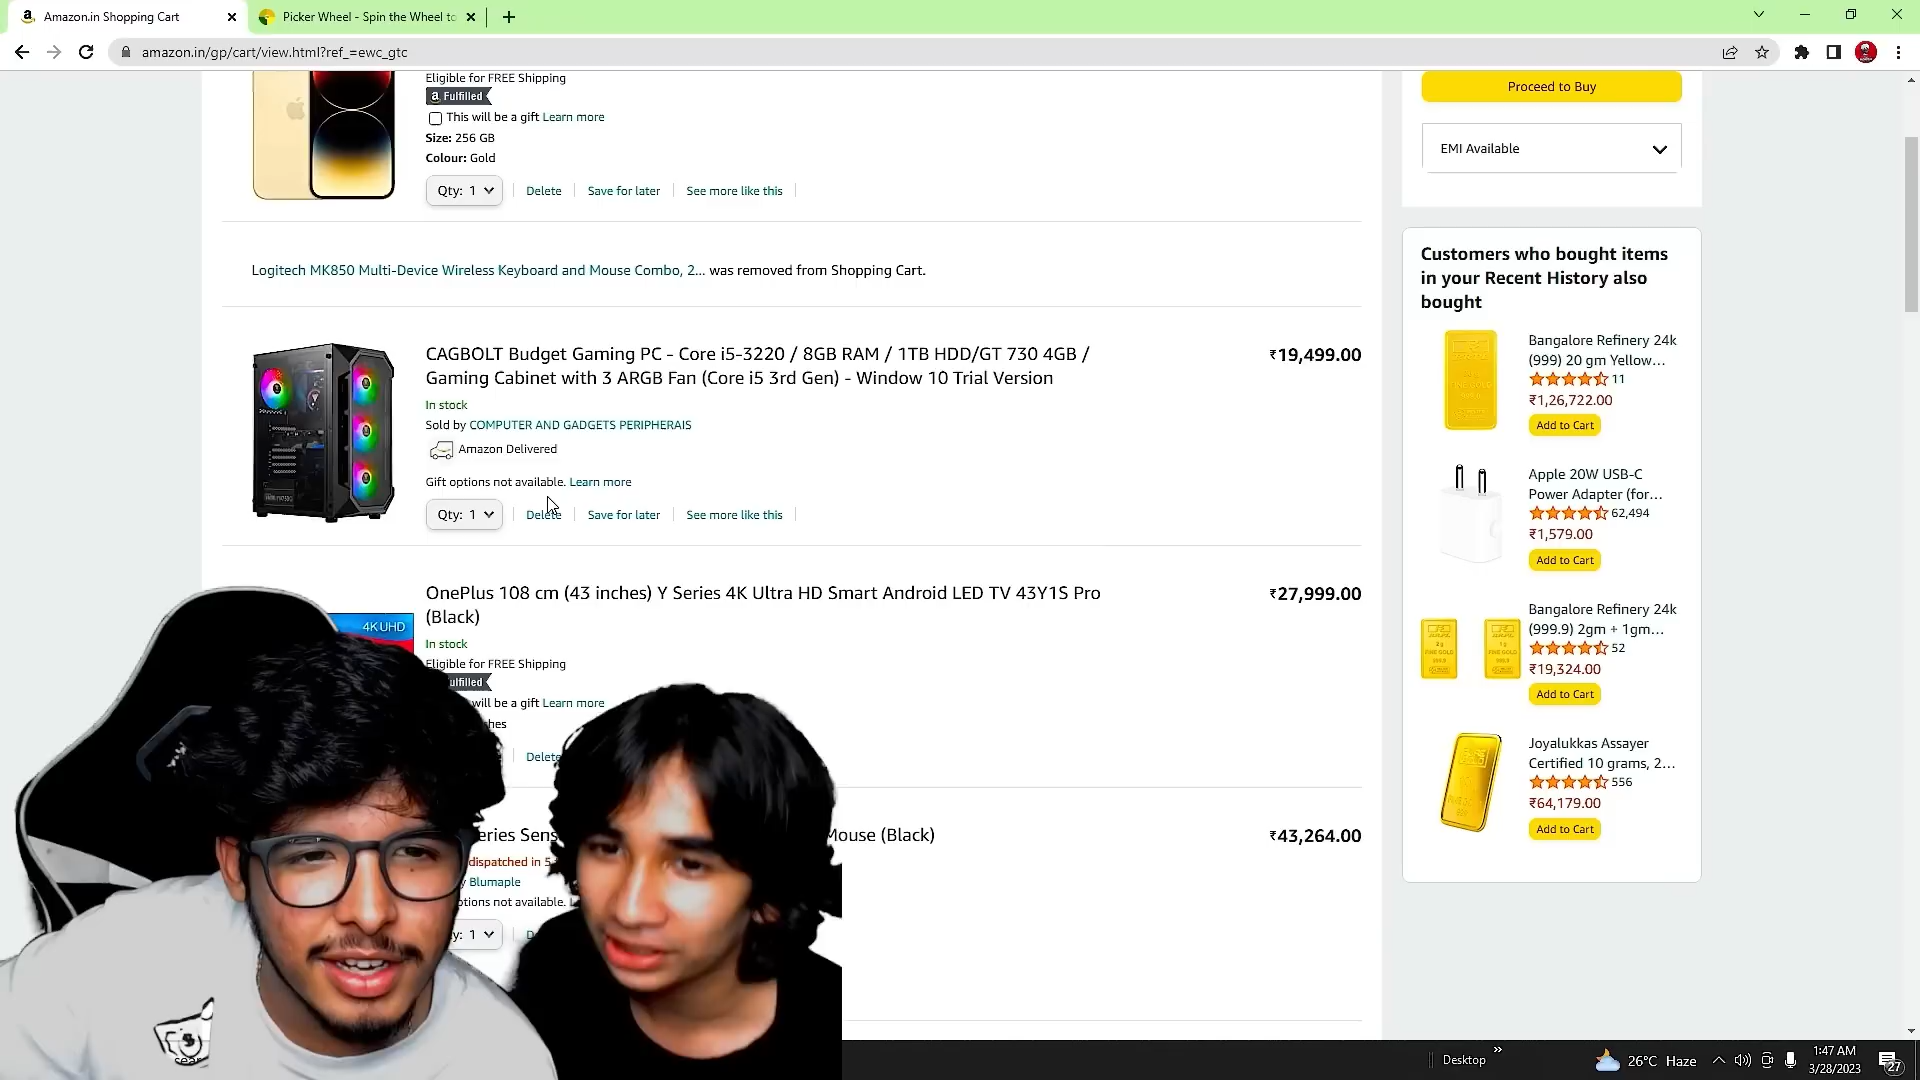 Amazon.in Shopping Cart
Picker Wheel - Spin the Wheel to
amazon.in/gp/cart/view.html?ref_=ewc_gtc
Eligible for FREE Shipping
a Fulfilled
This will be a gift Learn more
Size: 256 GB
Colour: Gold
Qty: 1 Delete Save for later See more like this
Logitech MK850 Multi-Device Wireless Keyboard and Mouse Combo, 2... was removed from Shopping Cart.
CAGBOLT Budget Gaming PC - Core i5-3220 / 8GB RAM / 1TB HDD/GT 730 4GB /
Gaming Cabinet with 3 ARGB Fan (Core i5 3rd Gen) - Window 10 Trial Version
₹19,499.00
In stock
Sold by COMPUTER AND GADGETS PERIPHERAIS
Amazon Delivered
Gift options not available. Learn more
Qty: 1 Delete Save for later See more like this
4K UHD
OnePlus 108 cm (43 inches) Y Series 4K Ultra HD Smart Android LED TV 43Y1S Pro
(Black)
₹27,999.00
In stock
Eligible for FREE Shipping
ulfilled
will be a gift Learn more
hes
Delete
eries Sens
Mouse (Black)
₹43,264.00
dispatched in 5
y Blumaple
ptions not available.
y: 1
Proceed to Buy
EMI Available
Customers who bought items
in your Recent History also
bought
Bangalore Refinery 24k
(999) 20 gm Yellow...
11
₹1,26,722.00
Add to Cart
Apple 20W USB-C
Power Adapter (for...
62,494
₹1,579.00
Add to Cart
Bangalore Refinery 24k
(999.9) 2gm + 1gm...
52
₹19,324.00
Add to Cart
Joyalukkas Assayer
Certified 10 grams, 2...
556
₹64,179.00
Add to Cart
Desktop
26°C Haze
1:47 AM
3/28/2023
27